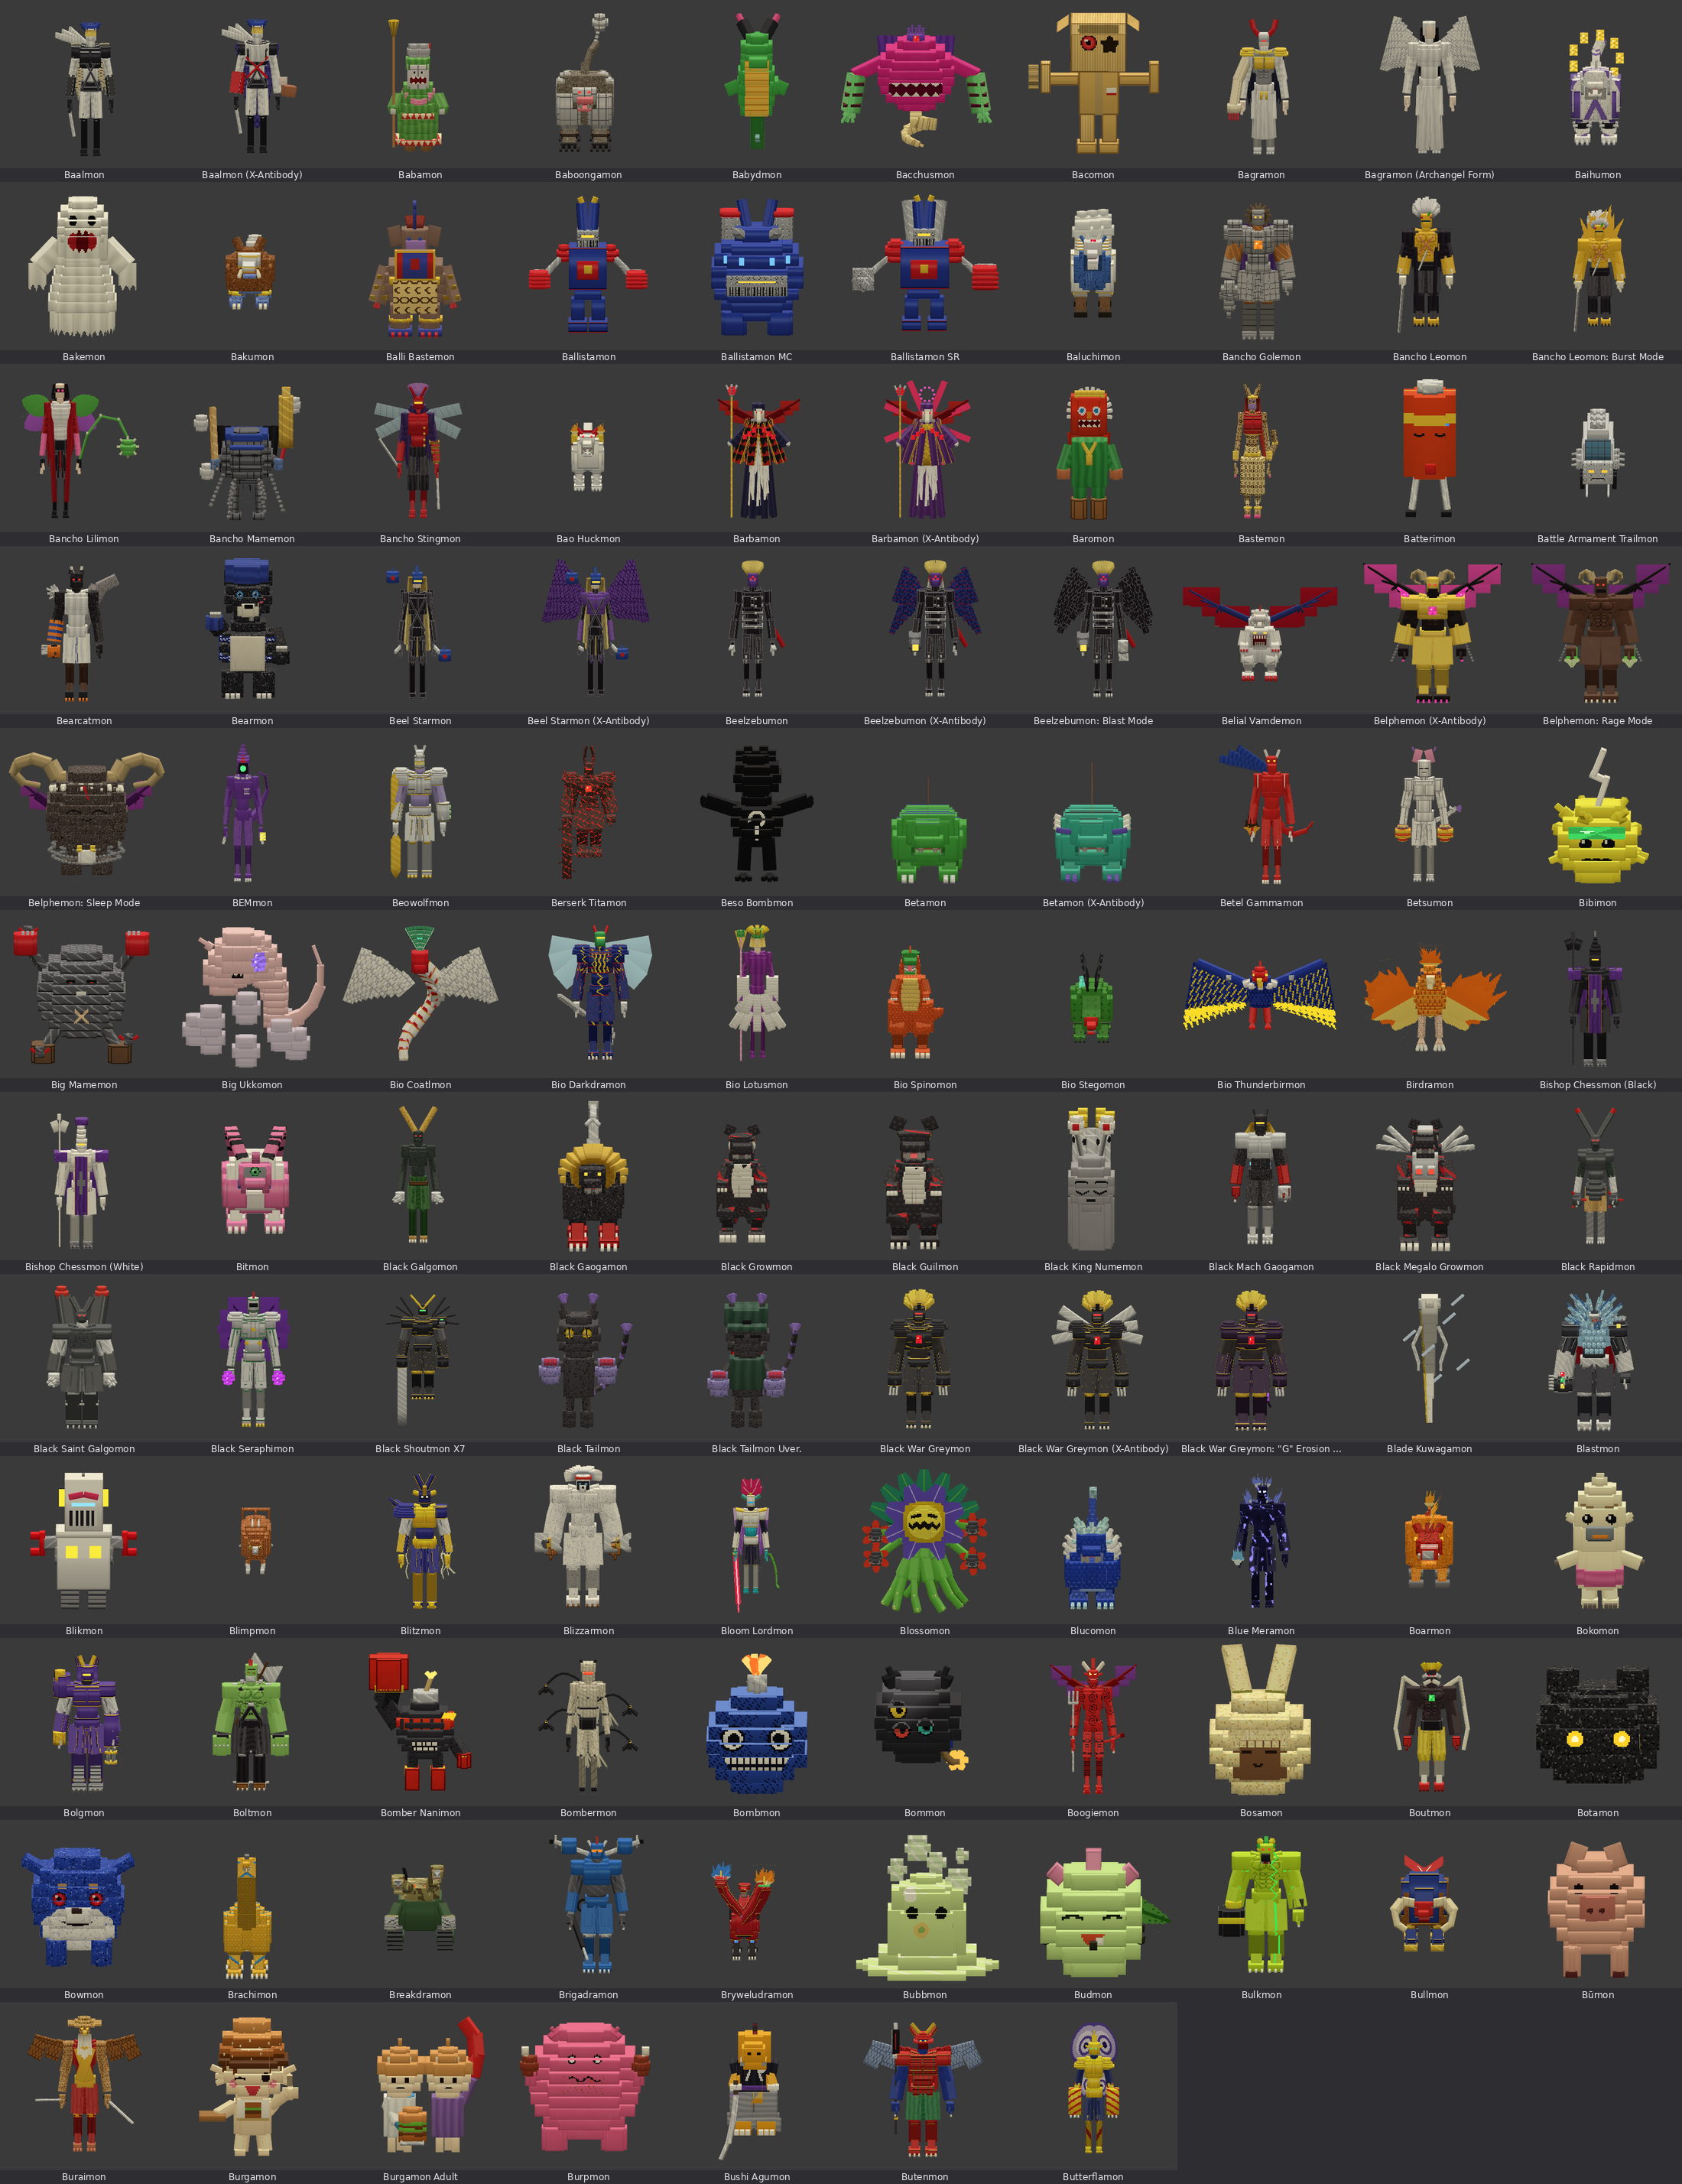 Baalmon
Baalmon (X-Antibody)
Babamon
Baboongamon
Babydmon
Bacchusmon
Bacomon
Bagramon
Bagramon (Archangel Form)
Baihumon
Bakemon
Bakumon
Balli Bastemon
Ballistamon
Ballistamon MC
Ballistamon SR
Baluchimon
Bancho Golemon
Bancho Leomon
Bancho Leomon: Burst Mode
Bancho Lilimon
Bancho Mamemon
Bancho Stingmon
Bao Huckmon
Barbamon
Barbamon (X-Antibody)
Baromon
Bastemon
Batterimon
Battle Armament Trailmon
Bearcatmon
Bearmon
Beel Starmon
Beel Starmon (X-Antibody)
Beelzebumon
Beelzebumon (X-Antibody)
Beelzebumon: Blast Mode
Belial Vamdemon
Belphemon (X-Antibody)
Belphemon: Rage Mode
Belphemon: Sleep Mode
BEMmon
Beowolfmon
Berserk Titamon
Beso Bombmon
Betamon
Betamon (X-Antibody)
Betel Gammamon
Betsumon
Bibimon
Big Mamemon
Big Ukkomon
Bio Coatlmon
Bio Darkdramon
Bio Lotusmon
Bio Spinomon
Bio Stegomon
Bio Thunderbirmon
Birdramon
Bishop Chessmon (Black)
Bishop Chessmon (White)
Bitmon
Black Galgomon
Black Gaogamon
Black Growmon
Black Guilmon
Black King Numemon
Black Mach Gaogamon
Black Megalo Growmon
Black Rapidmon
Black Saint Galgomon
Black Seraphimon
Black Shoutmon X7
Black Tailmon
Black Tailmon Uver.
Black War Greymon
Black War Greymon (X-Antibody)
Black War Greymon: "G" Erosion ...
Blade Kuwagamon
Blastmon
Blikmon
Blimpmon
Blitzmon
Blizzarmon
Bloom Lordmon
Blossomon
Blucomon
Blue Meramon
Boarmon
Bokomon
Bolgmon
Boltmon
Bomber Nanimon
Bombermon
Bombmon
Bommon
Boogiemon
Bosamon
Boutmon
Botamon
Bowmon
Brachimon
Breakdramon
Brigadramon
Bryweludramon
Bubbmon
Budmon
Bulkmon
Bullmon
Būmon
Buraimon
Burgamon
Burgamon Adult
Burpmon
Bushi Agumon
Butenmon
Butterflamon